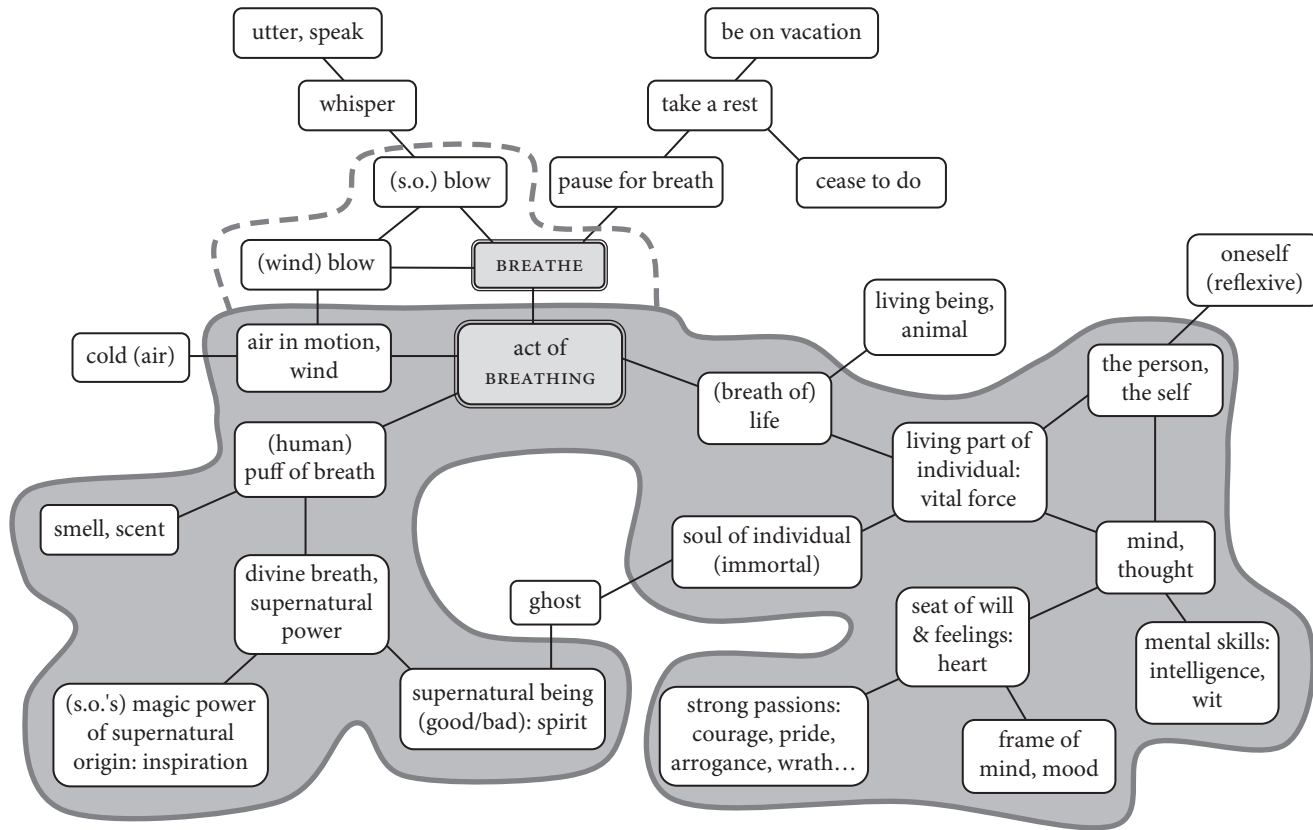 utter, speak
be on vacation
whisper
take a rest
(s.o.) blow
pause for breath
cease to do
(wind) blow
BREATHE
oneself
(reflexive)
living being,
animal
cold (air)
air in motion,
wind
act of
BREATHING
the person,
the self
(breath of)
life
(human)
puff of breath
living part of
individual:
vital force
smell, scent
soul of individual
(immortal)
mind,
thought
divine breath,
supernatural
power
ghost
seat of will
& feelings:
heart
mental skills:
intelligence,
wit
(s.o.'s) magic power
of supernatural
origin: inspiration
supernatural being
(good/bad): spirit
strong passions:
courage, pride,
arrogance, wrath…
frame of
mind, mood